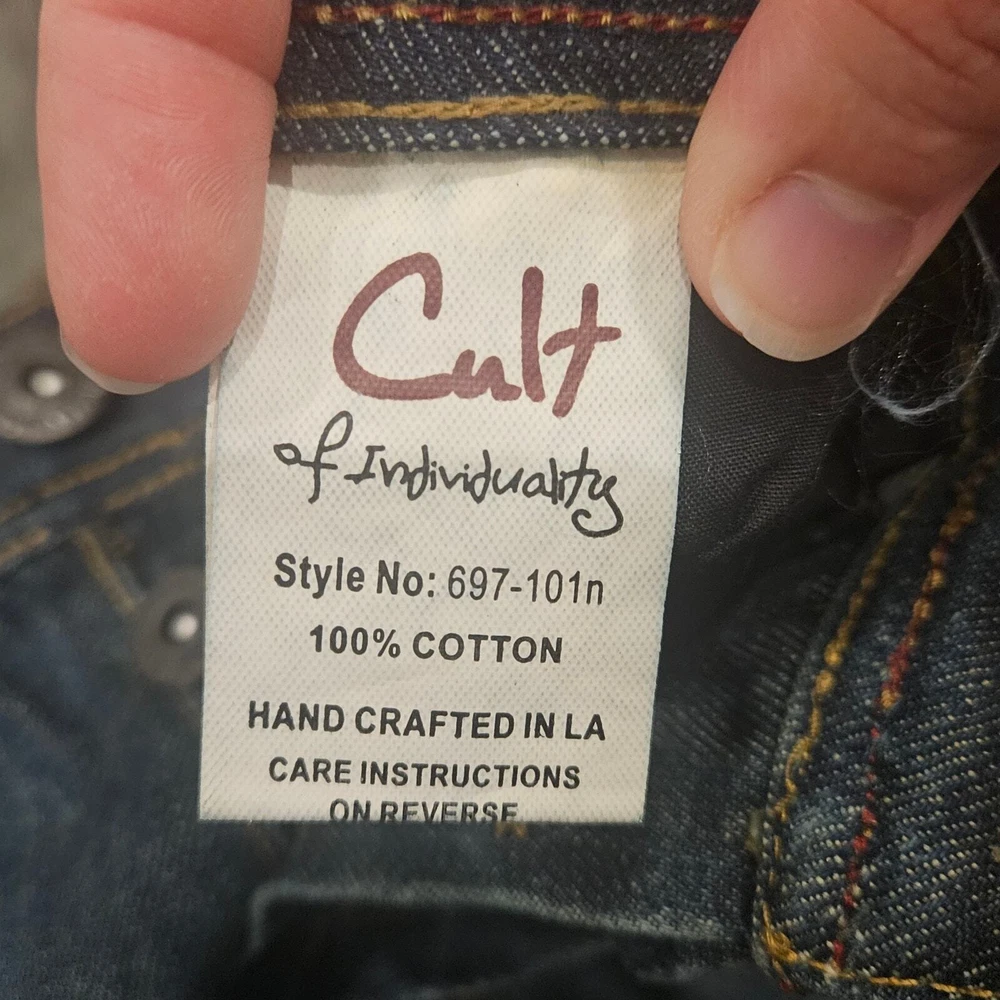 Cult
of Individuality
Style No: 697-101n
100% COTTON
HAND CRAFTED IN LA
CARE INSTRUCTIONS
ON REVERSE